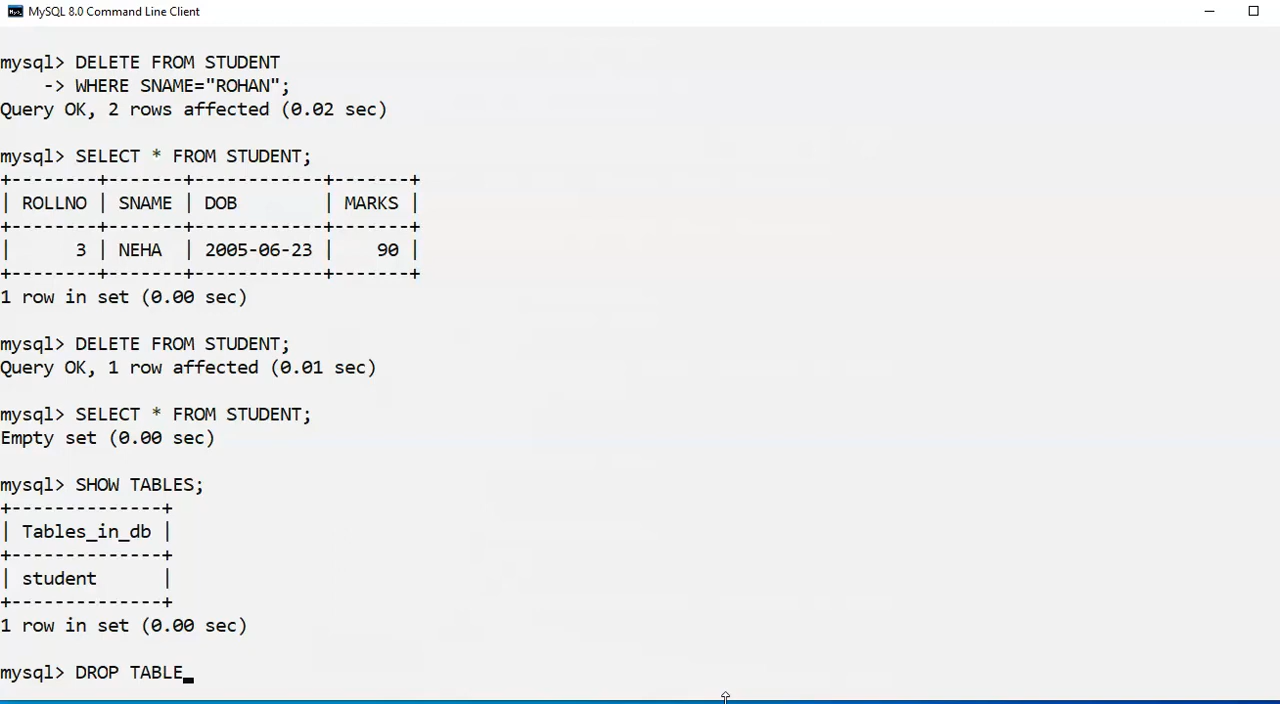 MySQL 8.0 Command Line Client
mysql> DELETE FROM STUDENT
    -> WHERE SNAME="ROHAN";
Query OK, 2 rows affected (0.02 sec)
mysql> SELECT * FROM STUDENT;
+--------+-------+------------+-------+
| ROLLNO | SNAME | DOB        | MARKS |
+--------+-------+------------+-------+
|      3 | NEHA  | 2005-06-23 |    90 |
+--------+-------+------------+-------+
1 row in set (0.00 sec)
mysql> DELETE FROM STUDENT;
Query OK, 1 row affected (0.01 sec)
mysql> SELECT * FROM STUDENT;
Empty set (0.00 sec)
mysql> SHOW TABLES;
+--------------+
| Tables_in_db |
+--------------+
| student      |
+--------------+
1 row in set (0.00 sec)
mysql> DROP TABLE_